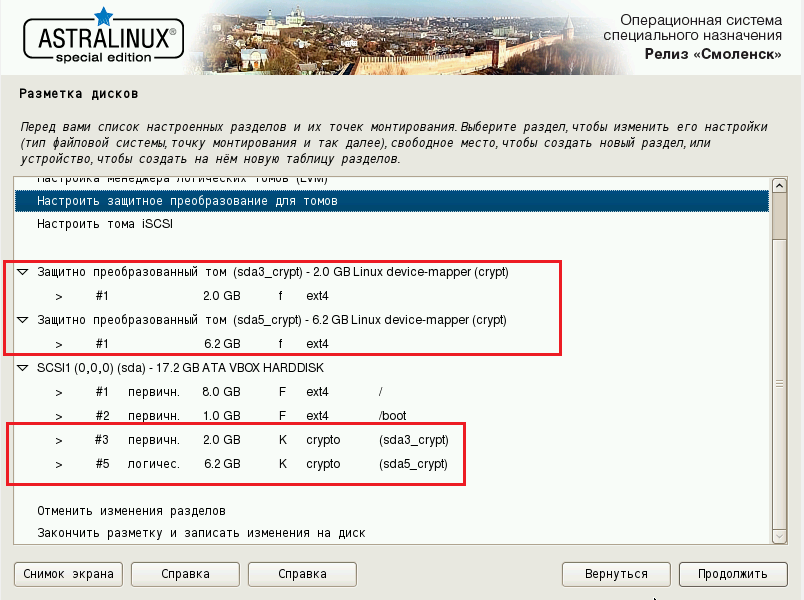 ASTRALINUX®
special edition
Операционная система
специального назначения
Релиз «Смоленск»
Разметка дисков
Перед вами список настроенных разделов и их точек монтирования. Выберите раздел, чтобы изменить его настройки
(тип файловой системы, точку монтирования и так далее), свободное место, чтобы создать новый раздел, или
устройство, чтобы создать на нём новую таблицу разделов.
Настройка менеджера логических томов (LVM)
Настроить защитное преобразование для томов
Настроить тома iSCSI
Защитно преобразованный том (sda3_crypt) - 2.0 GB Linux device-mapper (crypt)
> #1 2.0 GB f ext4
Защитно преобразованный том (sda5_crypt) - 6.2 GB Linux device-mapper (crypt)
> #1 6.2 GB f ext4
SCSI1 (0,0,0) (sda) - 17.2 GB ATA VBOX HARDDISK
> #1 первичн. 8.0 GB F ext4 /
> #2 первичн. 1.0 GB F ext4 /boot
> #3 первичн. 2.0 GB K crypto (sda3_crypt)
> #5 логичес. 6.2 GB K crypto (sda5_crypt)
Отменить изменения разделов
Закончить разметку и записать изменения на диск
Снимок экрана Справка Справка Вернуться Продолжить